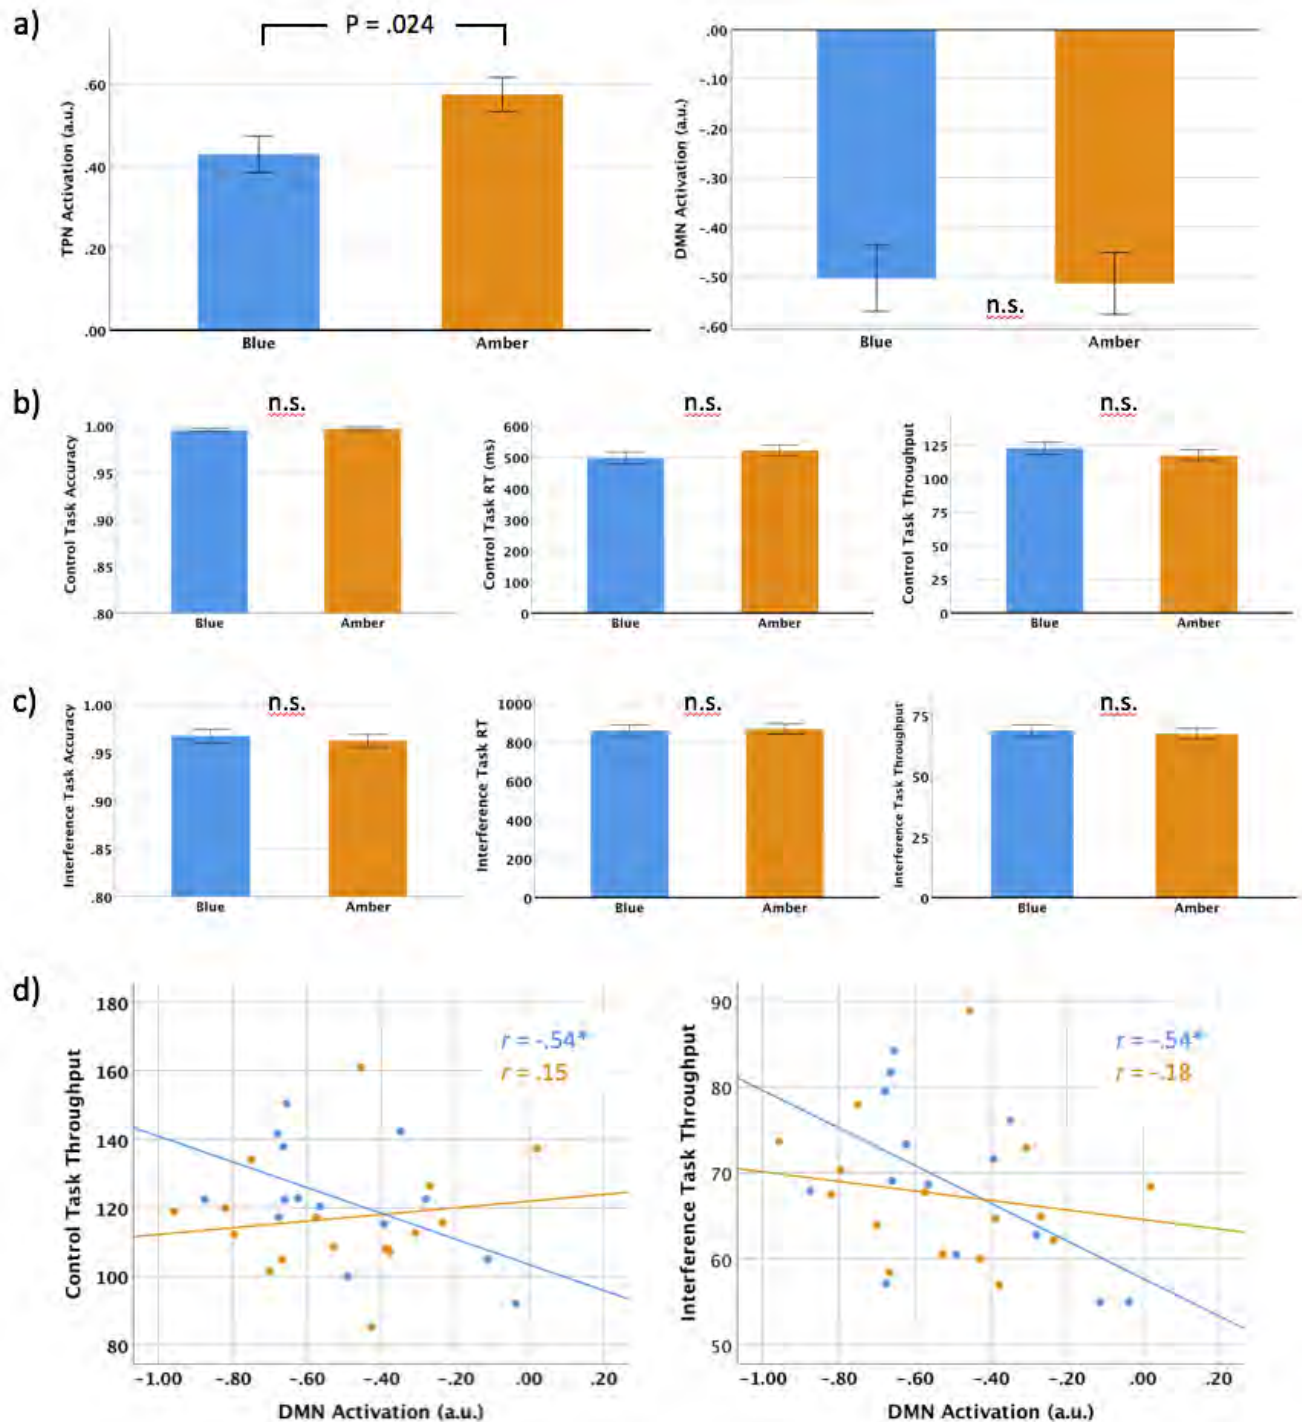 a)
P = .024
TPN Activation (a.u.)
.60
.40
.20
.00
Blue
Amber
DMN Activation (a.u.)
.00
-.10
-.20
-.30
-.40
-.50
-.60
n.s.
Blue
Amber
b)
n.s.
Control Task Accuracy
1.00
.95
.90
.85
.80
Blue
Amber
n.s.
Control Task RT (ms)
600
500
400
300
200
100
0
Blue
Amber
n.s.
Control Task Throughput
125
100
75
50
25
0
Blue
Amber
c)
n.s.
Interference Task Accuracy
1.00
.95
.90
.85
.80
Blue
Amber
n.s.
Interference Task RT
1000
800
600
400
200
0
Blue
Amber
n.s.
Interference Task Throughput
75
50
25
0
Blue
Amber
d)
Control Task Throughput
180
160
140
120
100
80
r = -.54*
r = .15
-1.00 -.80 -.60 -.40 -.20 .00 .20
DMN Activation (a.u.)
Interference Task Throughput
90
80
70
60
50
r = -.54*
r = -.18
-1.00 -.80 -.60 -.40 -.20 .00 .20
DMN Activation (a.u.)